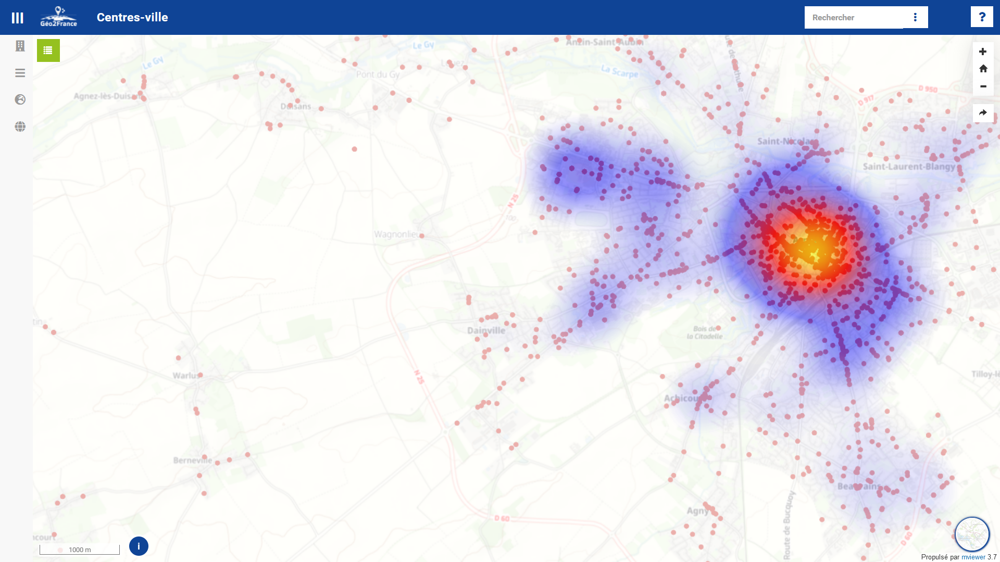 Géo2France
Centres-ville
Rechercher
?
Anzin-Saint-Aubin
Le Gy
Le Gy
La Scarpe
Pont du Gy
D 950
D 917
Agnez-lès-Duisans
Duisans
Saint-Nicolas
Saint-Laurent-Blangy
N 25
100
Wagnonlieu
Dainville
Bois de
la Citadelle
Warlus
N 25
Tilloy-lè
Achicourt
Berneville
Beaurains
Route de Bucquoy
Agny
D 60
D 60
ncourt
1000 m
i
Propulsé par mviewer 3.7